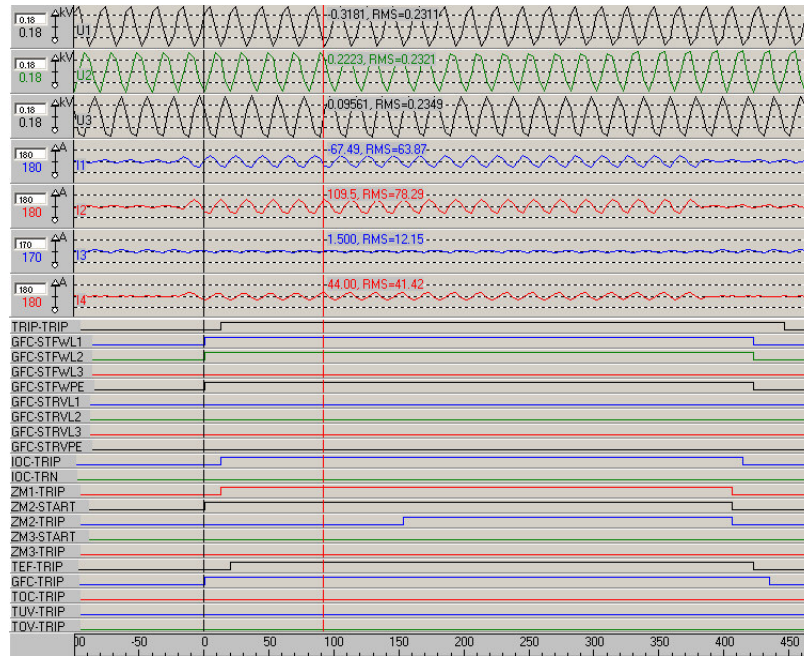 0.18 kV -0.3181, RMS=0.2311
0.18 U1
0.18 kV 0.2223, RMS=0.2321
0.18 U2
0.18 kV 0.09561, RMS=0.2349
0.18 U3
180 A -67.49, RMS=63.87
180 I1
180 A 109.5, RMS=78.29
180 I2
170 A 1.500, RMS=12.15
170 I3
180 A 44.00, RMS=41.42
180 I4
TRIP-TRIP
GFC-STFWL1
GFC-STFWL2
GFC-STFWL3
GFC-STFWPE
GFC-STRVL1
GFC-STRVL2
GFC-STRVL3
GFC-STRVPE
IOC-TRIP
IOC-TRN
ZM1-TRIP
ZM2-START
ZM2-TRIP
ZM3-START
ZM3-TRIP
TEF-TRIP
GFC-TRIP
TOC-TRIP
TUV-TRIP
TOV-TRIP
00 -50 0 50 100 150 200 250 300 350 400 450